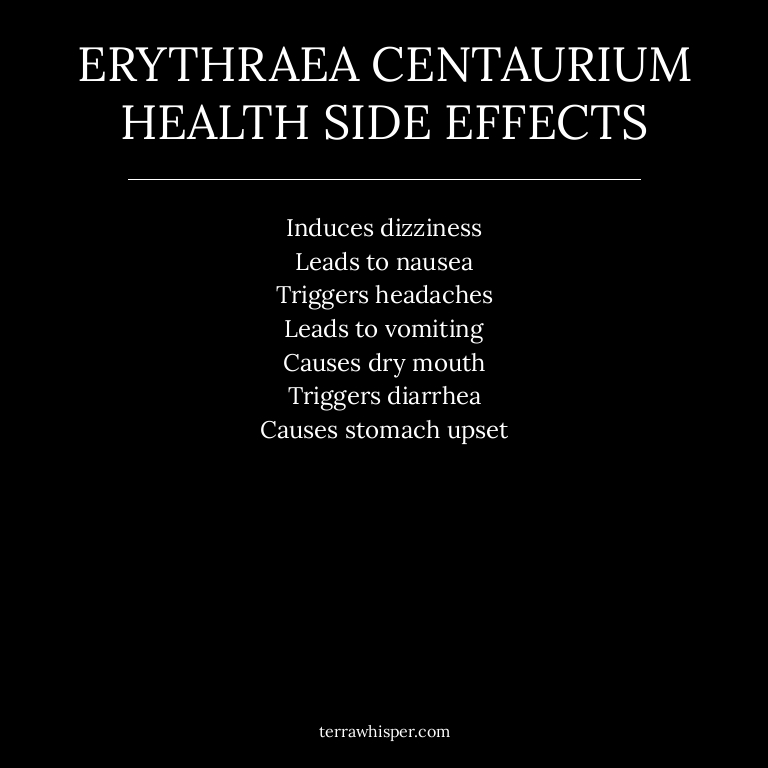 ERYTHRAEA CENTAURIUM
HEALTH SIDE EFFECTS
Induces dizziness
Leads to nausea
Triggers headaches
Leads to vomiting
Causes dry mouth
Triggers diarrhea
Causes stomach upset
terrawhisper.com